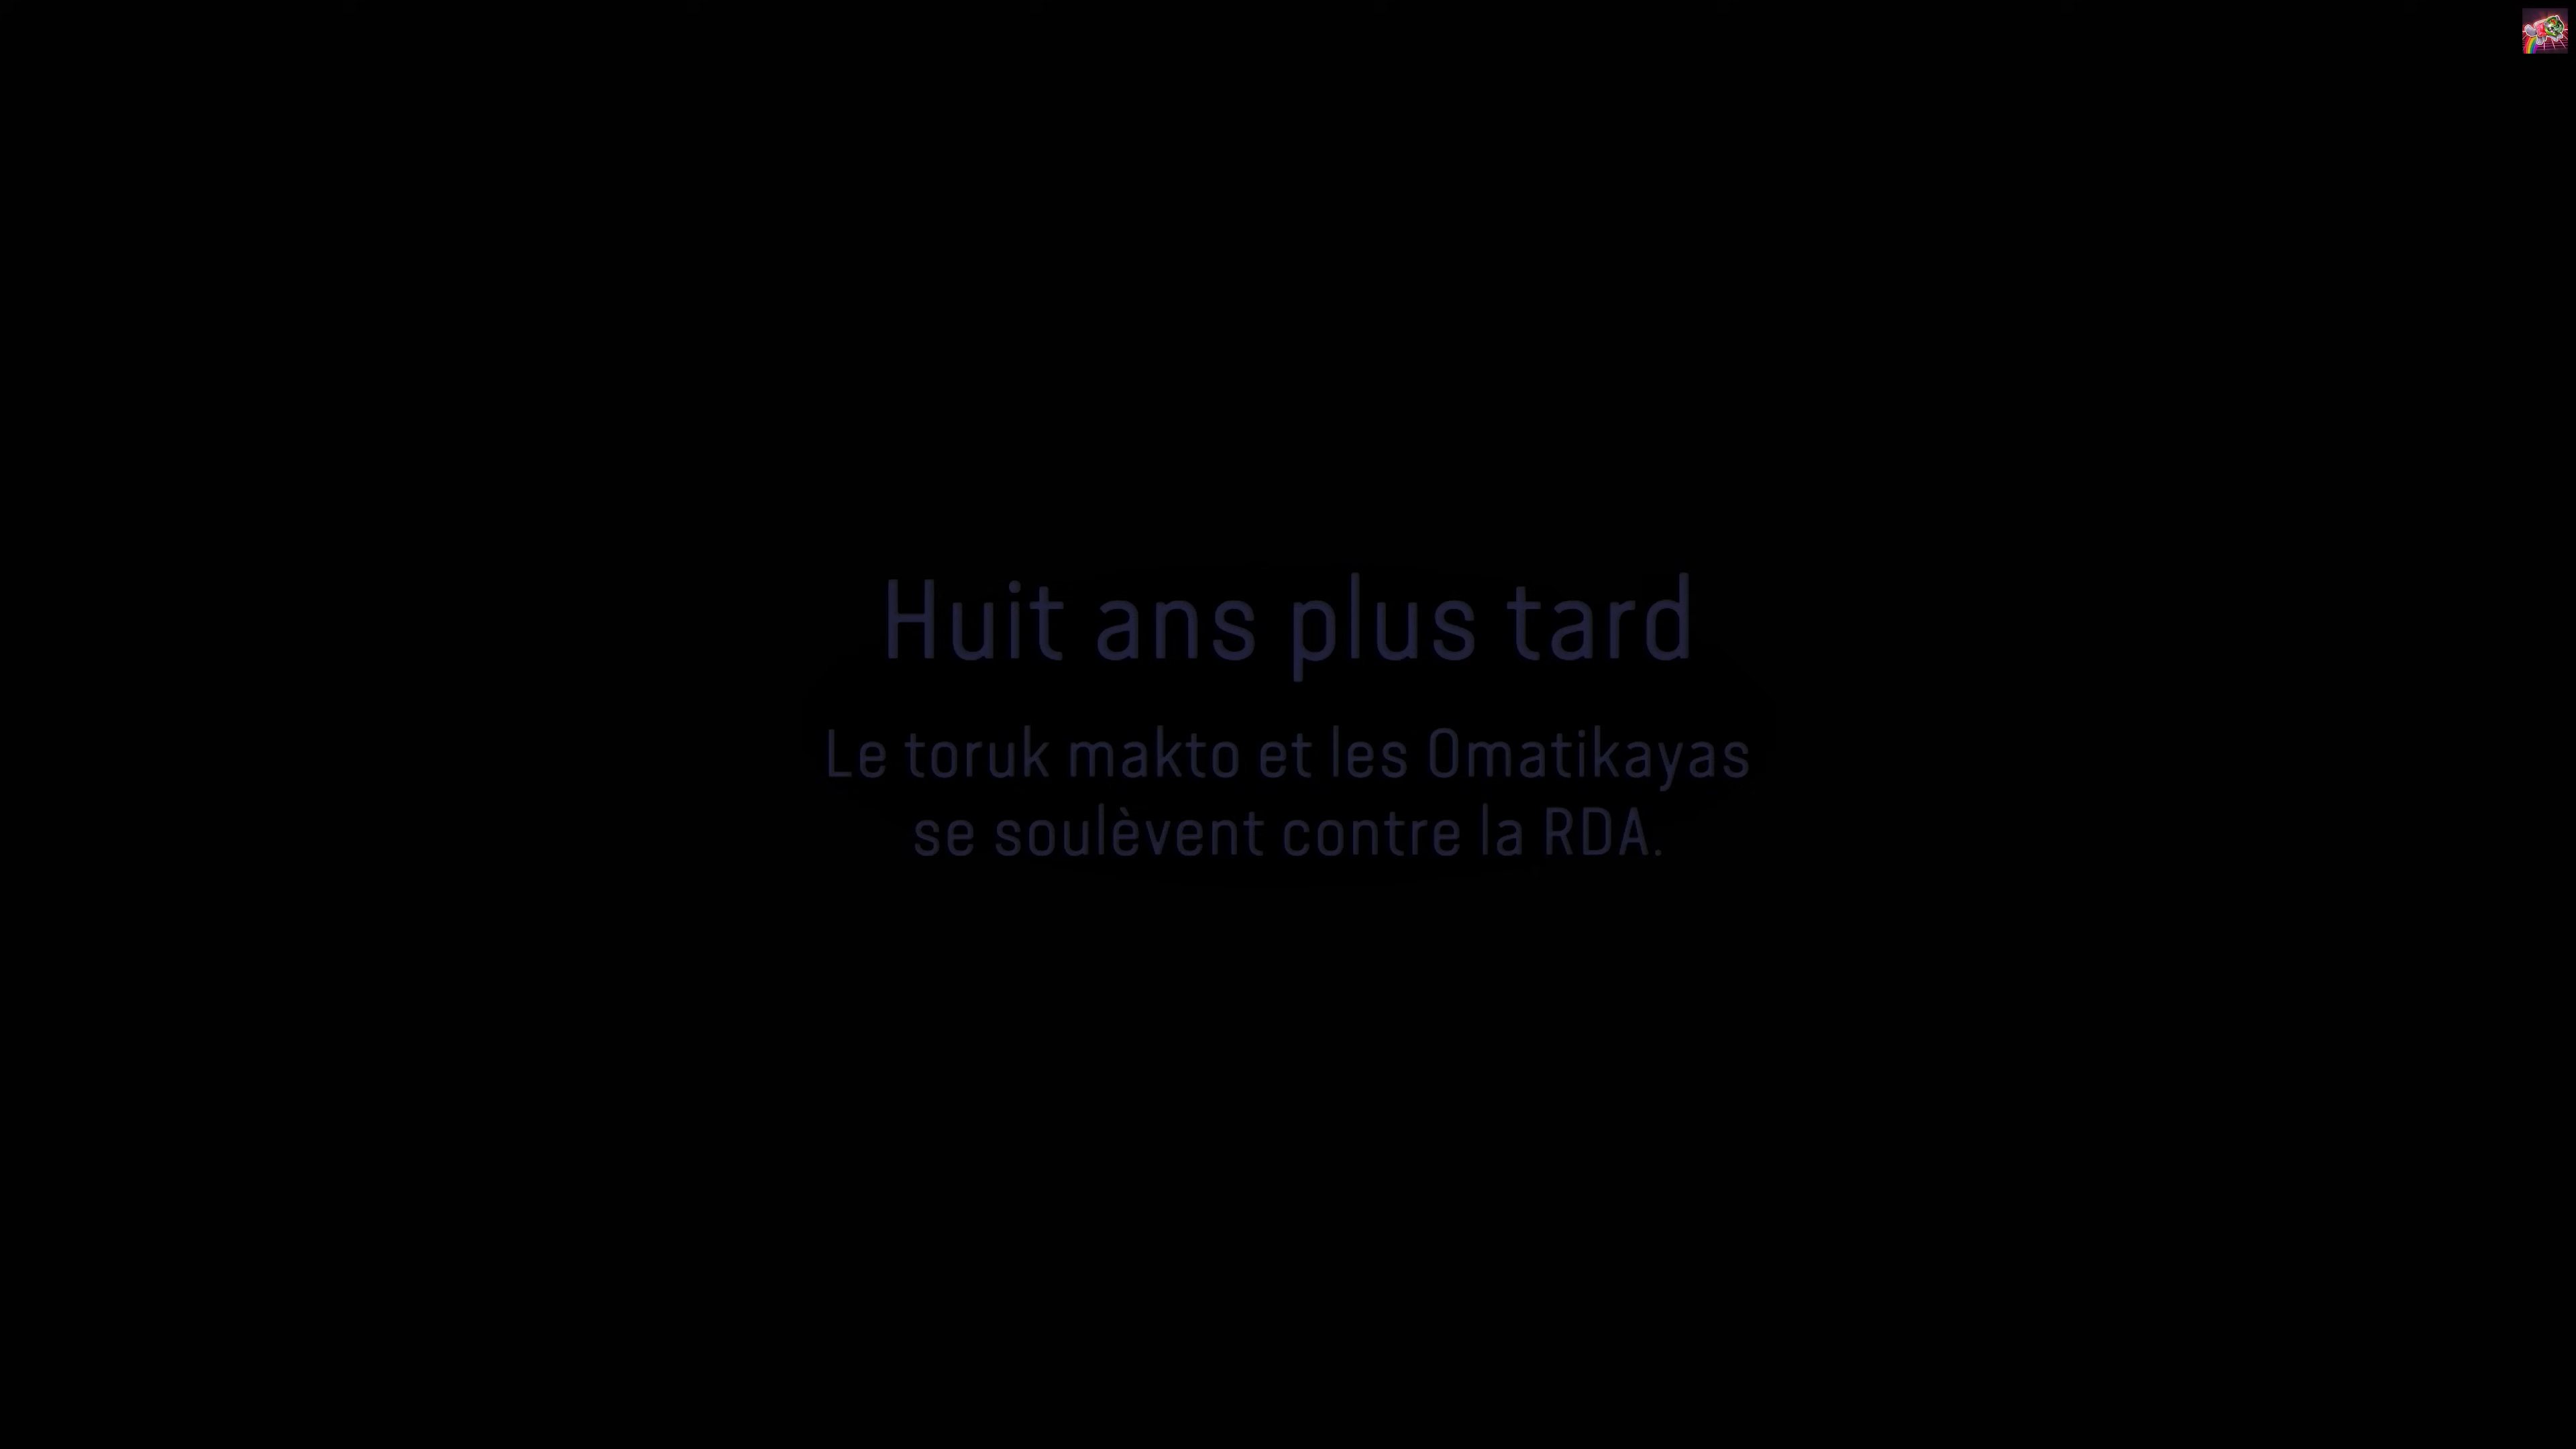 Huit ans plus tard
Le toruk makto et les Omatikayas
se soulèvent contre la RDA.